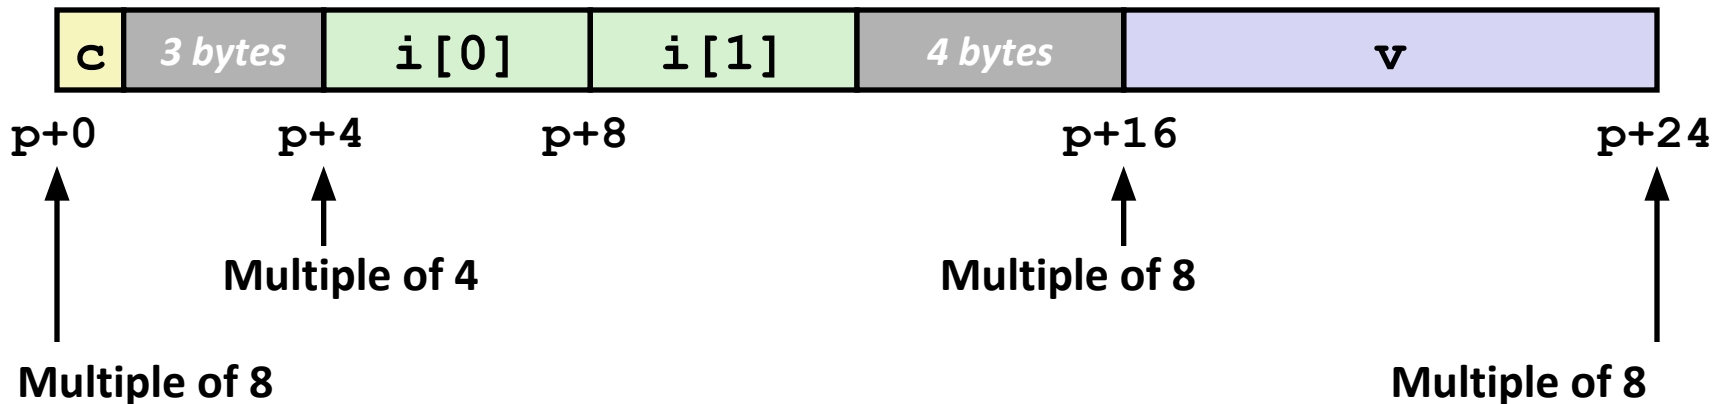 c 3 bytes i[0] i[1] 4 bytes v
p+0 p+4 p+8 p+16 p+24
Multiple of 4 Multiple of 8
Multiple of 8 Multiple of 8